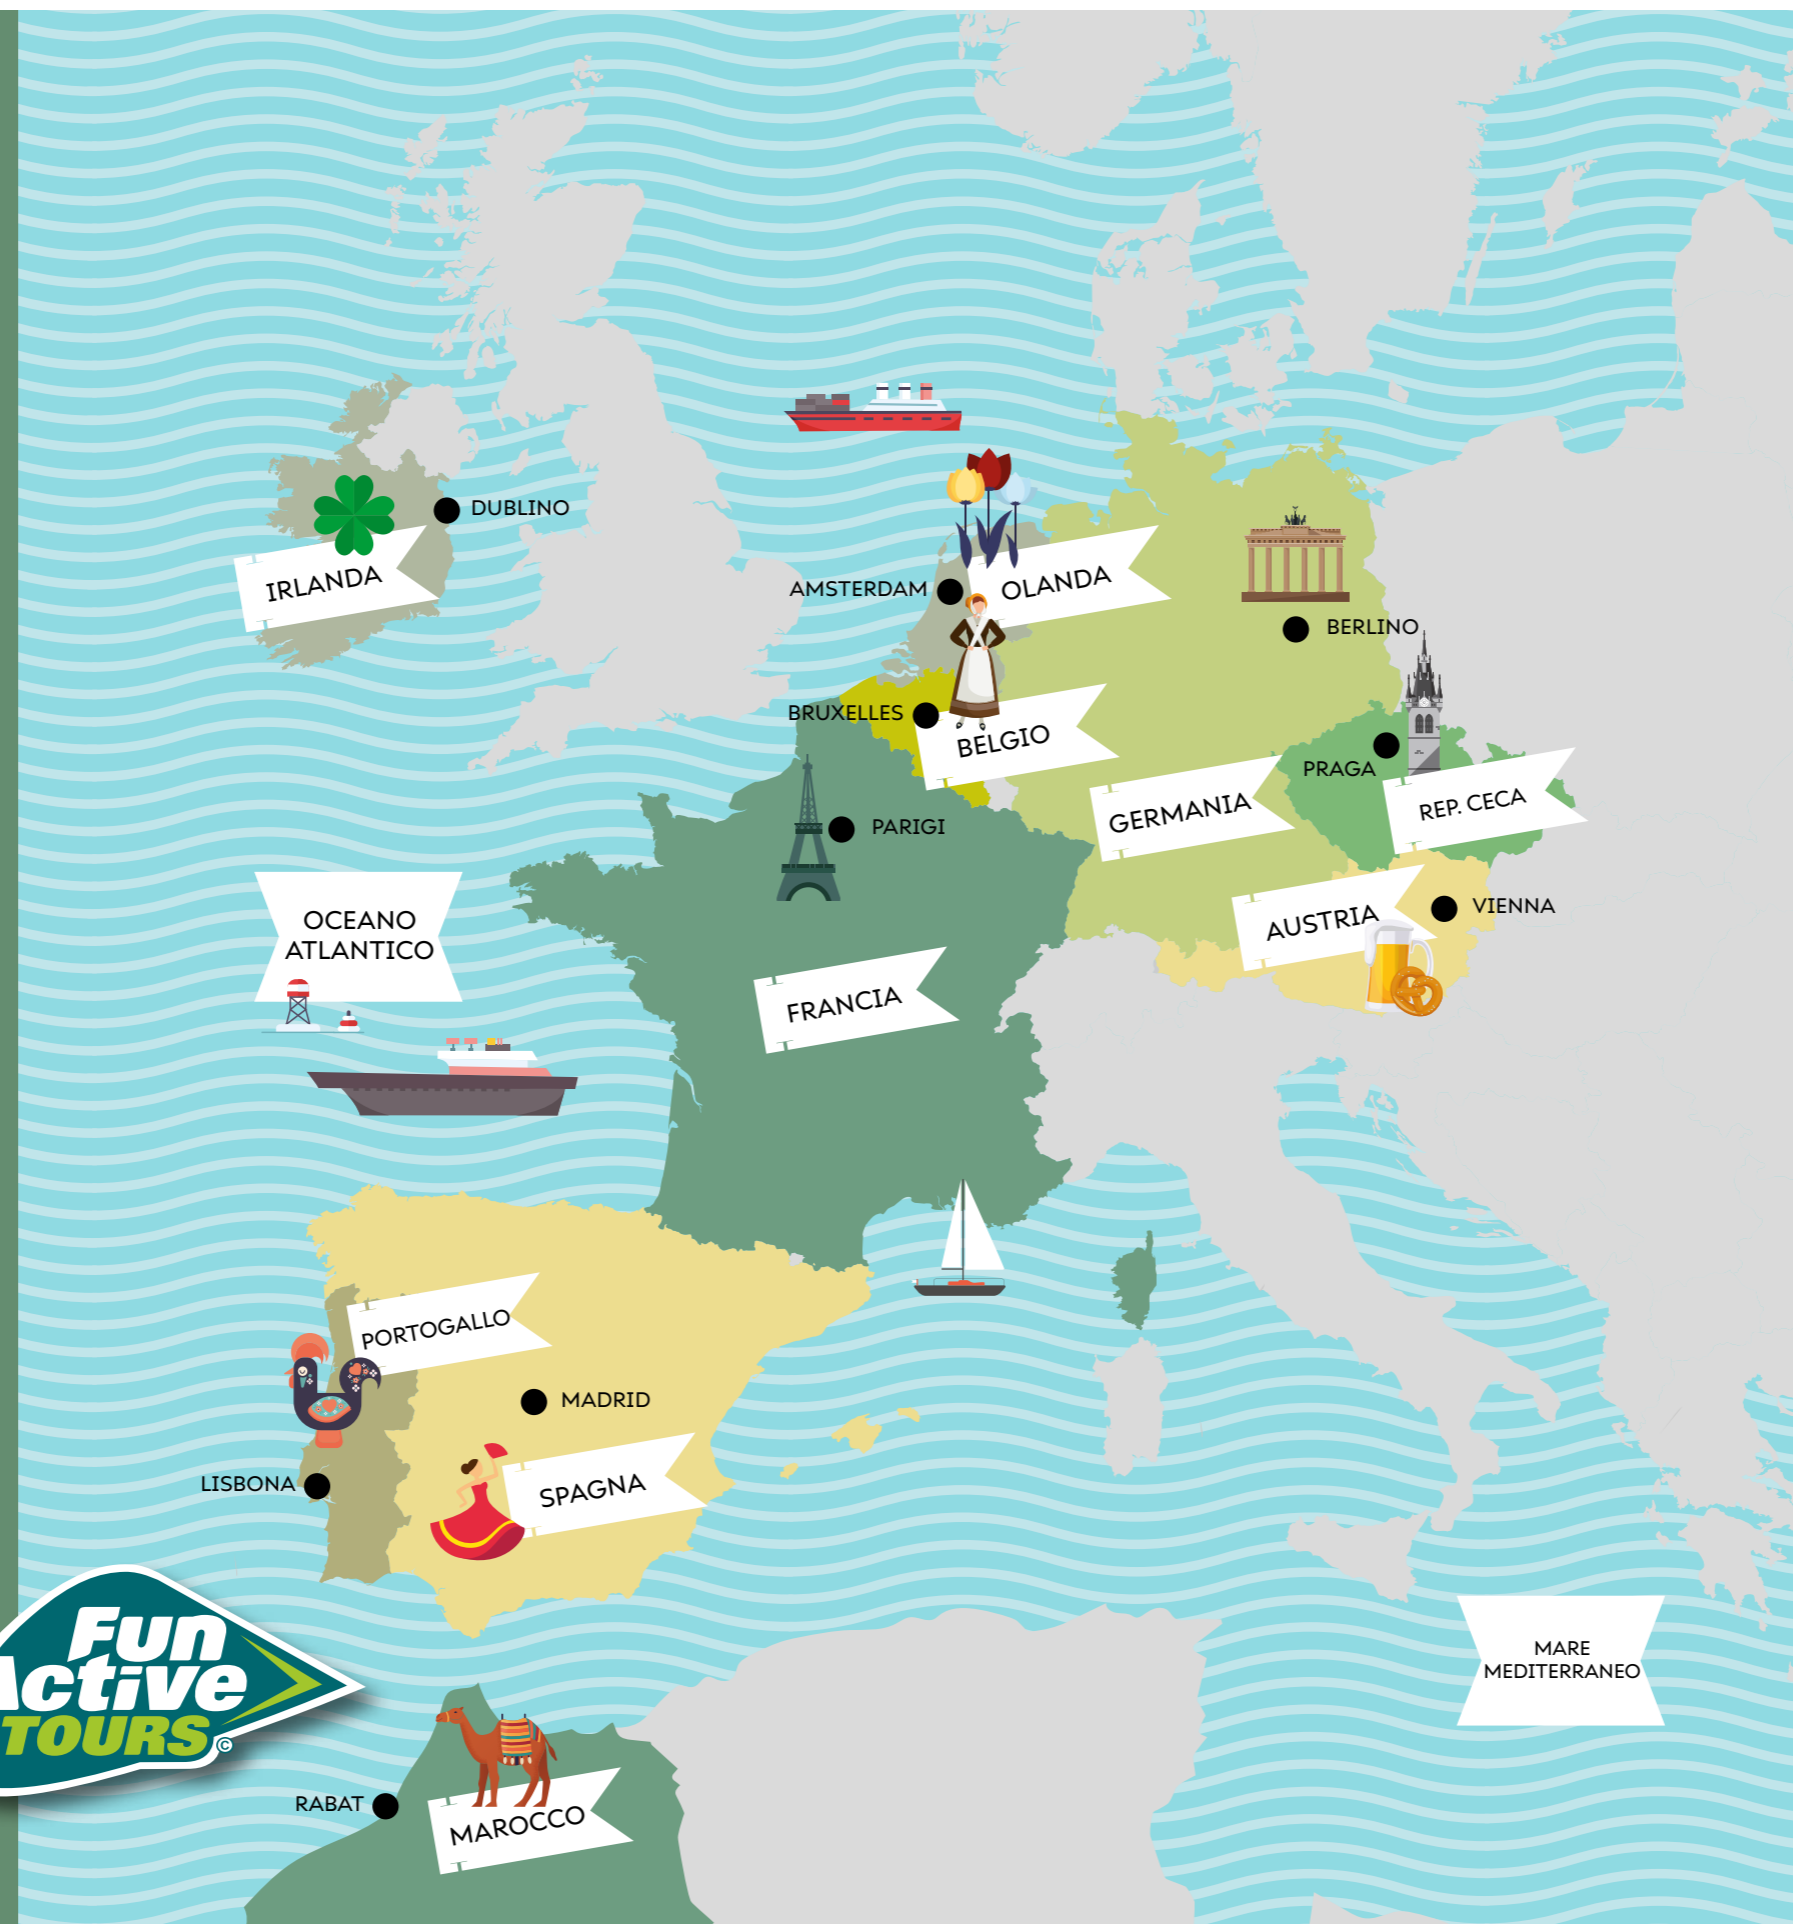 DUBLINO
IRLANDA
AMSTERDAM
OLANDA
BERLINO
BRUXELLES
BELGIO
PRAGA
REP. CECA
GERMANIA
PARIGI
VIENNA
AUSTRIA
OCEANO
ATLANTICO
FRANCIA
PORTOGALLO
MADRID
LISBONA
SPAGNA
Fun
Active
TOURS ©
MARE
MEDITERRANEO
RABAT
MAROCCO